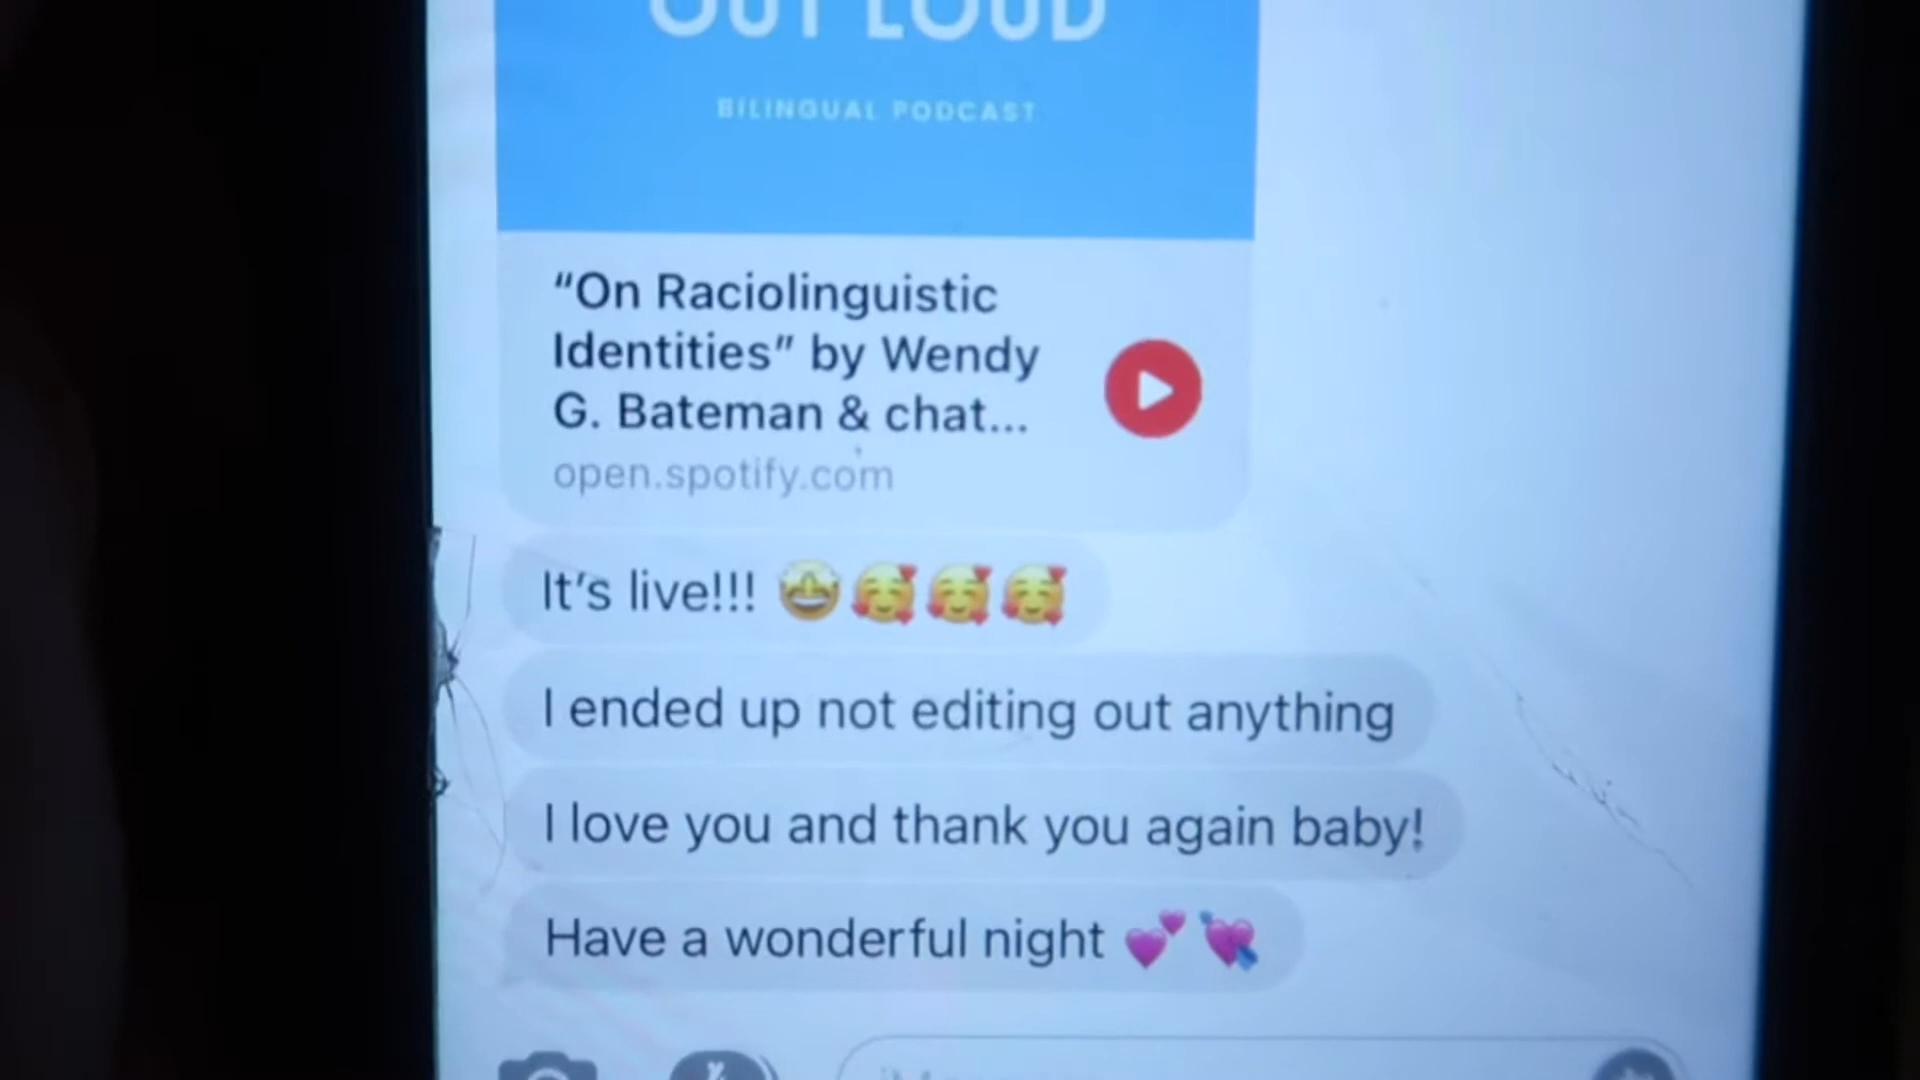 OUT LOUD
BILINGUAL PODCAST
“On Raciolinguistic
Identities” by Wendy
G. Bateman & chat...
open.spotify.com
It’s live!!! 🤩🥰🥰🥰
I ended up not editing out anything
I love you and thank you again baby!
Have a wonderful night 💕💘